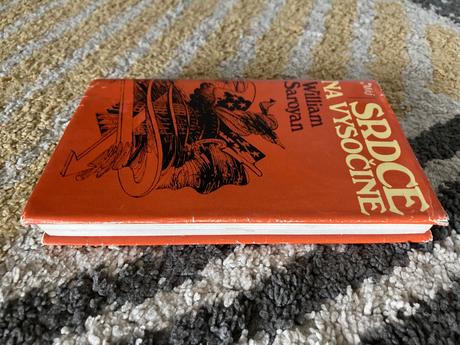 SRDCE
NA VYSOČINĚ
William
Saroyan